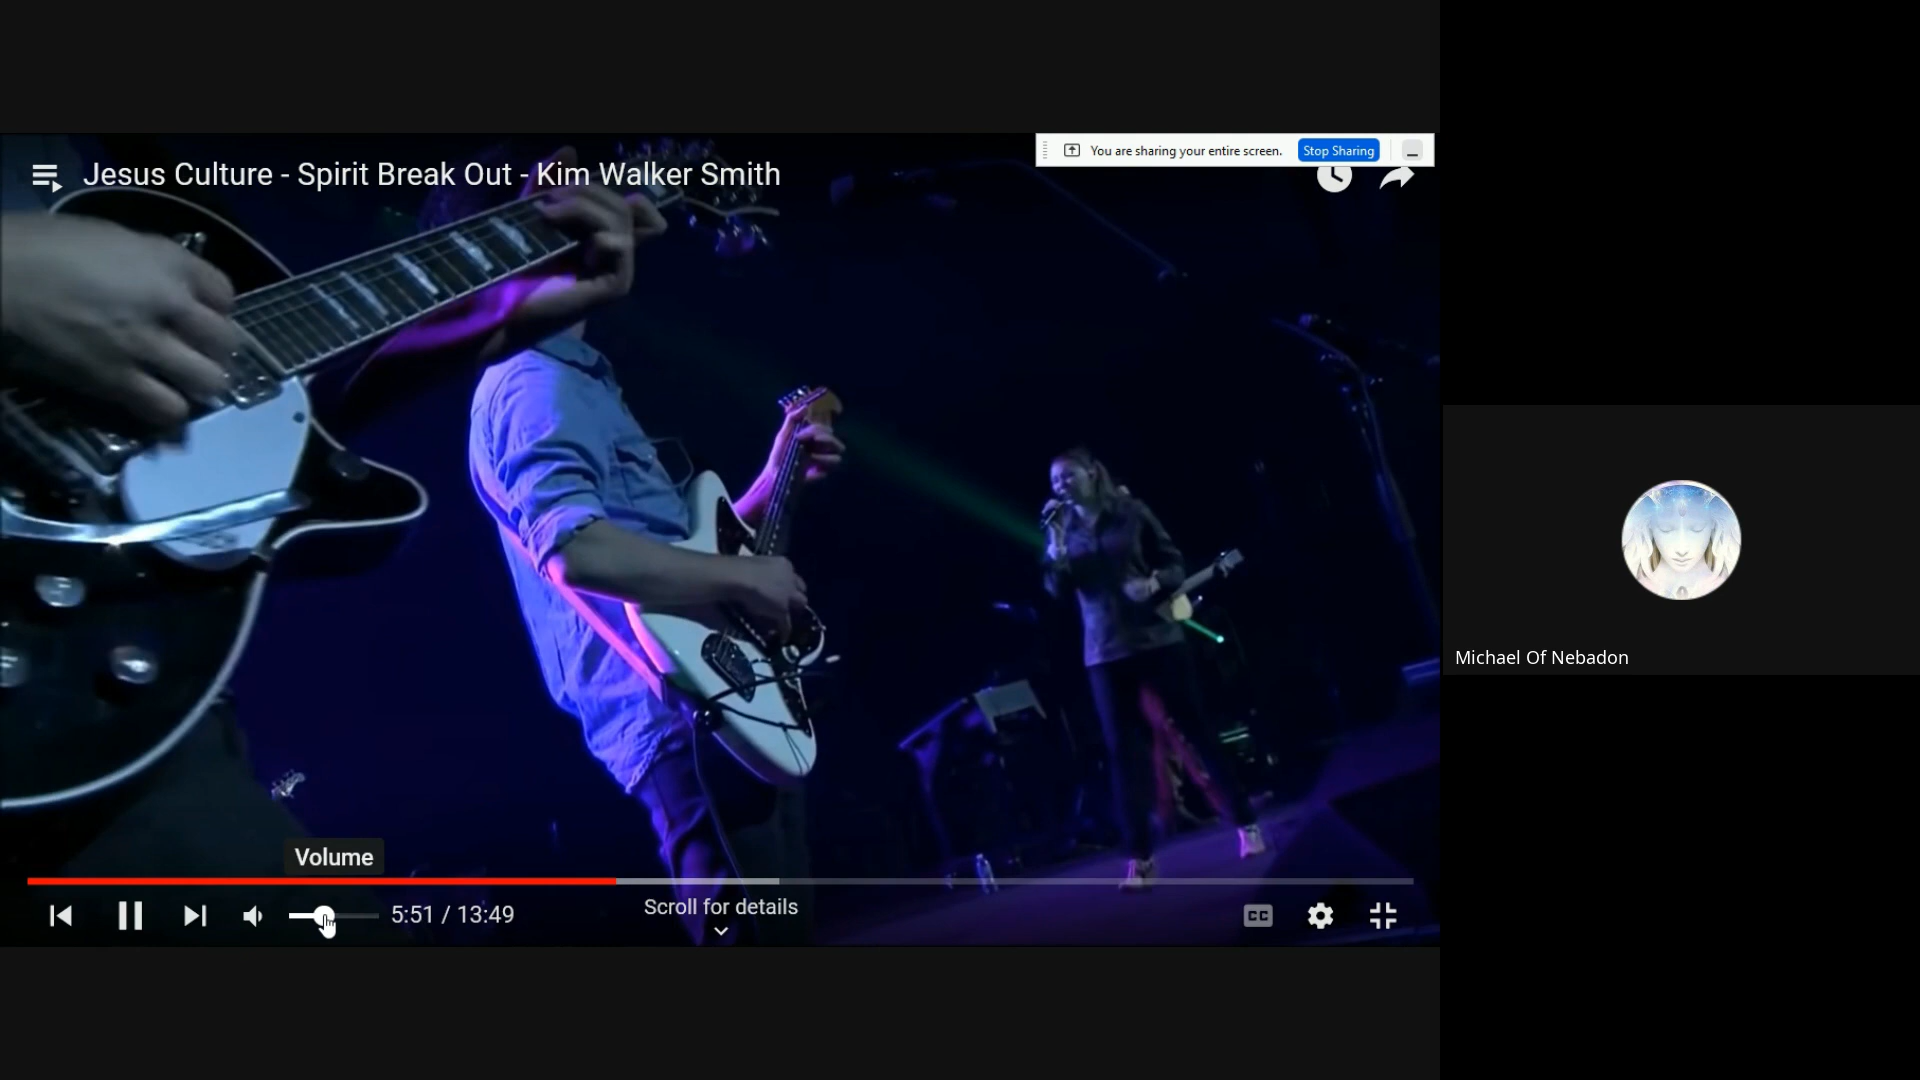 You are sharing your entire screen.
Stop Sharing
Jesus Culture - Spirit Break Out - Kim Walker Smith
Michael Of Nebadon
Volume
5:51 / 13:49
Scroll for details
CC